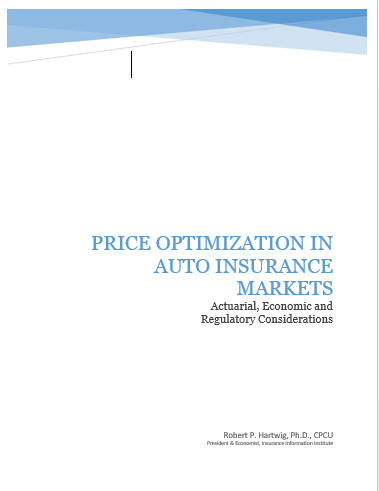 PRICE OPTIMIZATION IN
AUTO INSURANCE
MARKETS
Actuarial, Economic and
Regulatory Considerations
Robert P. Hartwig, Ph.D., CPCU
President & Economist, Insurance Information Institute